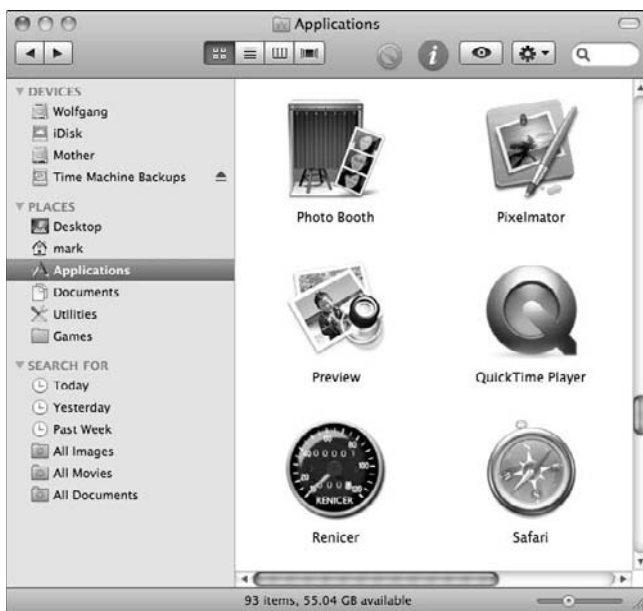 Applications
DEVICES
Wolfgang
iDisk
Mother
Time Machine Backups
PLACES
Desktop
mark
Applications
Documents
Utilities
Games
SEARCH FOR
Today
Yesterday
Past Week
All Images
All Movies
All Documents
Photo Booth
Pixelmator
Preview
QuickTime Player
RENICER
Renicer
Safari
93 items, 55.04 GB available